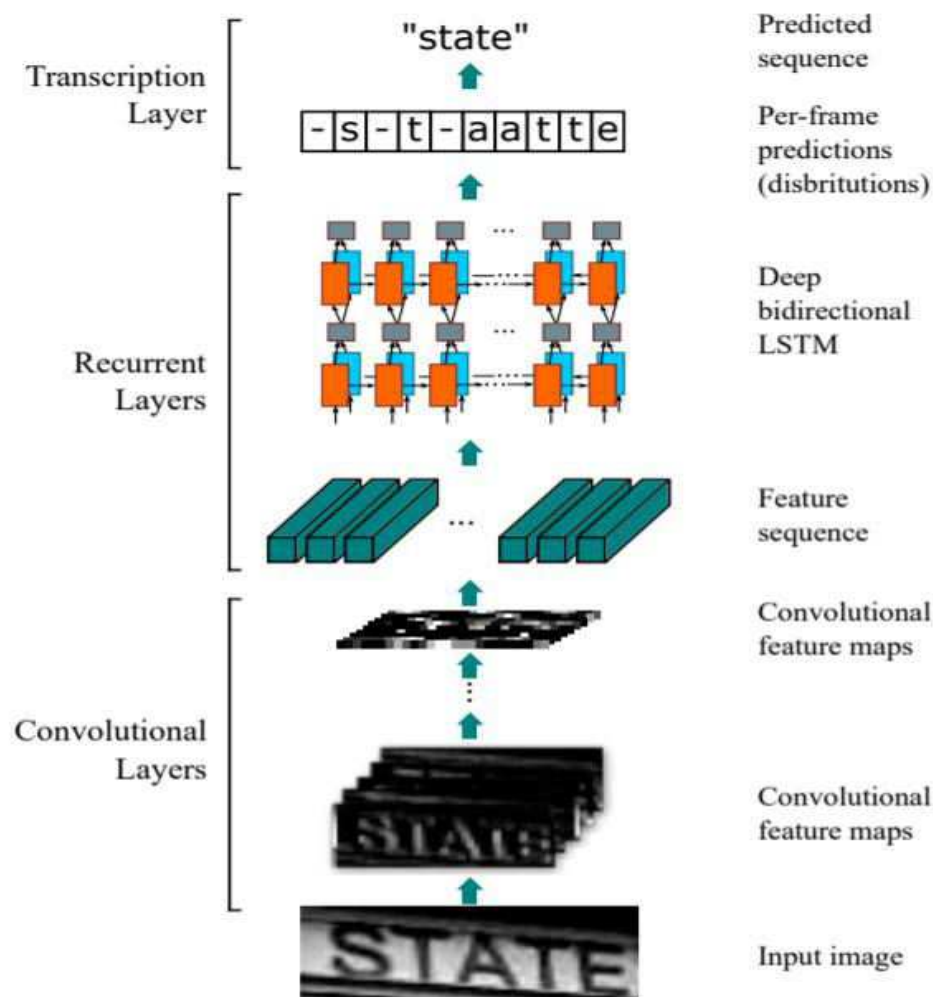 "state"
Predicted
sequence
Transcription
Layer
- s - t - a a t t e
Per-frame
predictions
(disbritutions)
...
Deep
bidirectional
LSTM
...
Recurrent
Layers
...
Feature
sequence
Convolutional
feature maps
Convolutional
Layers
STATE
Convolutional
feature maps
STATE
Input image